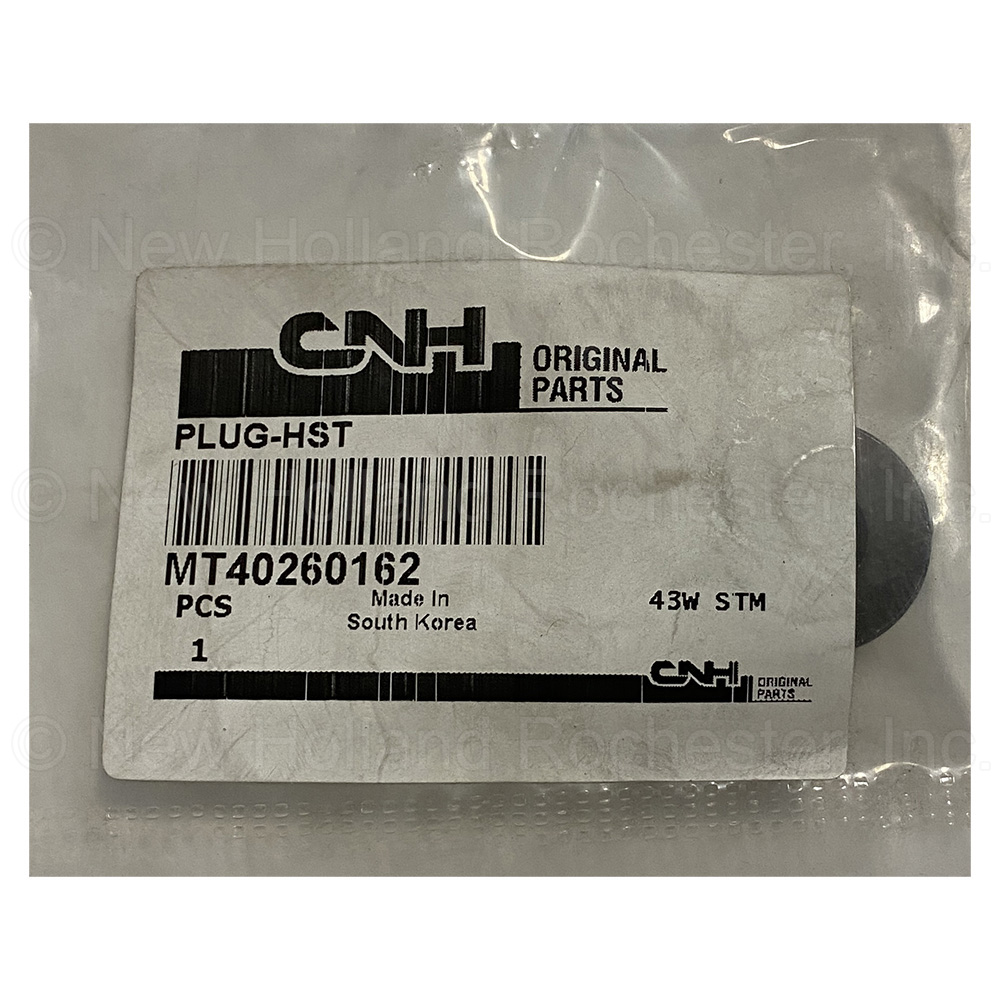 © New Holland Rochester, Inc.
CNH ORIGINAL PARTS
PLUG-HST
© New Holland Rochester, Inc.
MT40260162
PCS
Made In
South Korea
43W STM
1
CNH ORIGINAL PARTS
© New Holland Rochester, Inc.